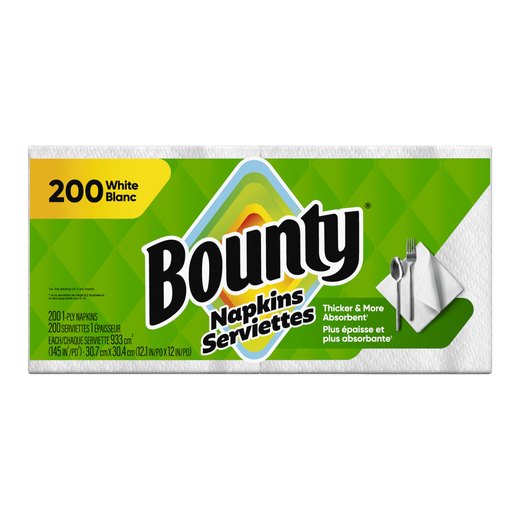 200 White
Blanc
Bounty®
Napkins
Serviettes
Thicker & More
Absorbent*
Plus épaisse et
plus absorbante*
200 1-PLY NAPKINS
200 SERVIETTES 1 ÉPAISSEUR
EACH/CHAQUE SERVIETTE 933 cm²
(145 in²/po²) · 30.7 cm X 30.4 cm (12.1 IN/PO X 12 IN/PO)